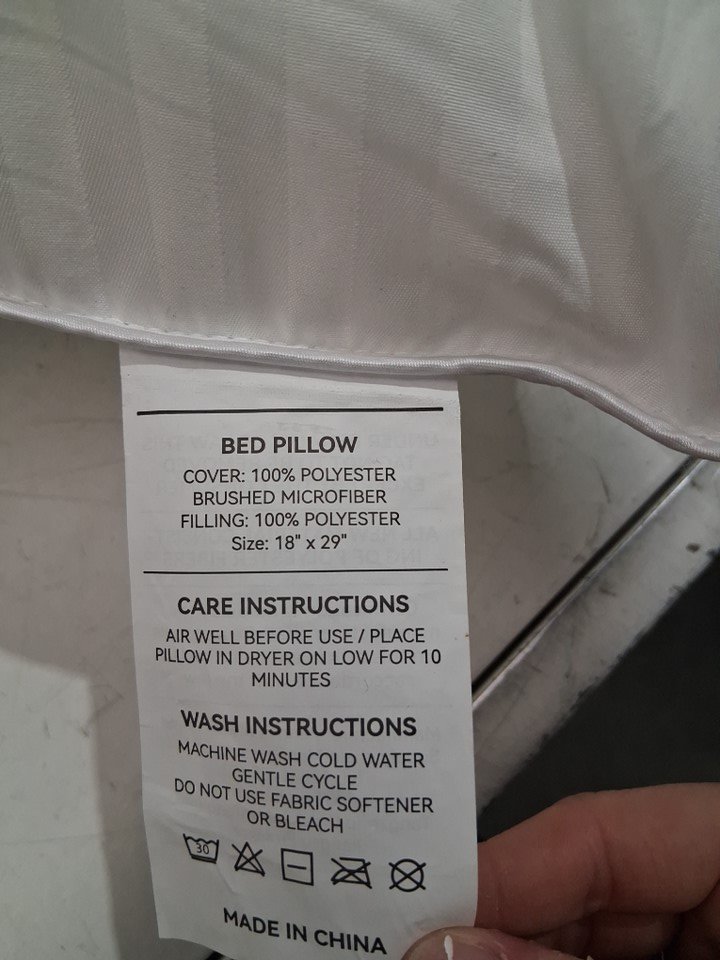 BED PILLOW
COVER: 100% POLYESTER
BRUSHED MICROFIBER
FILLING: 100% POLYESTER
Size: 18" x 29"
CARE INSTRUCTIONS
AIR WELL BEFORE USE / PLACE
PILLOW IN DRYER ON LOW FOR 10
MINUTES
WASH INSTRUCTIONS
MACHINE WASH COLD WATER
GENTLE CYCLE
DO NOT USE FABRIC SOFTENER
OR BLEACH
30
MADE IN CHINA